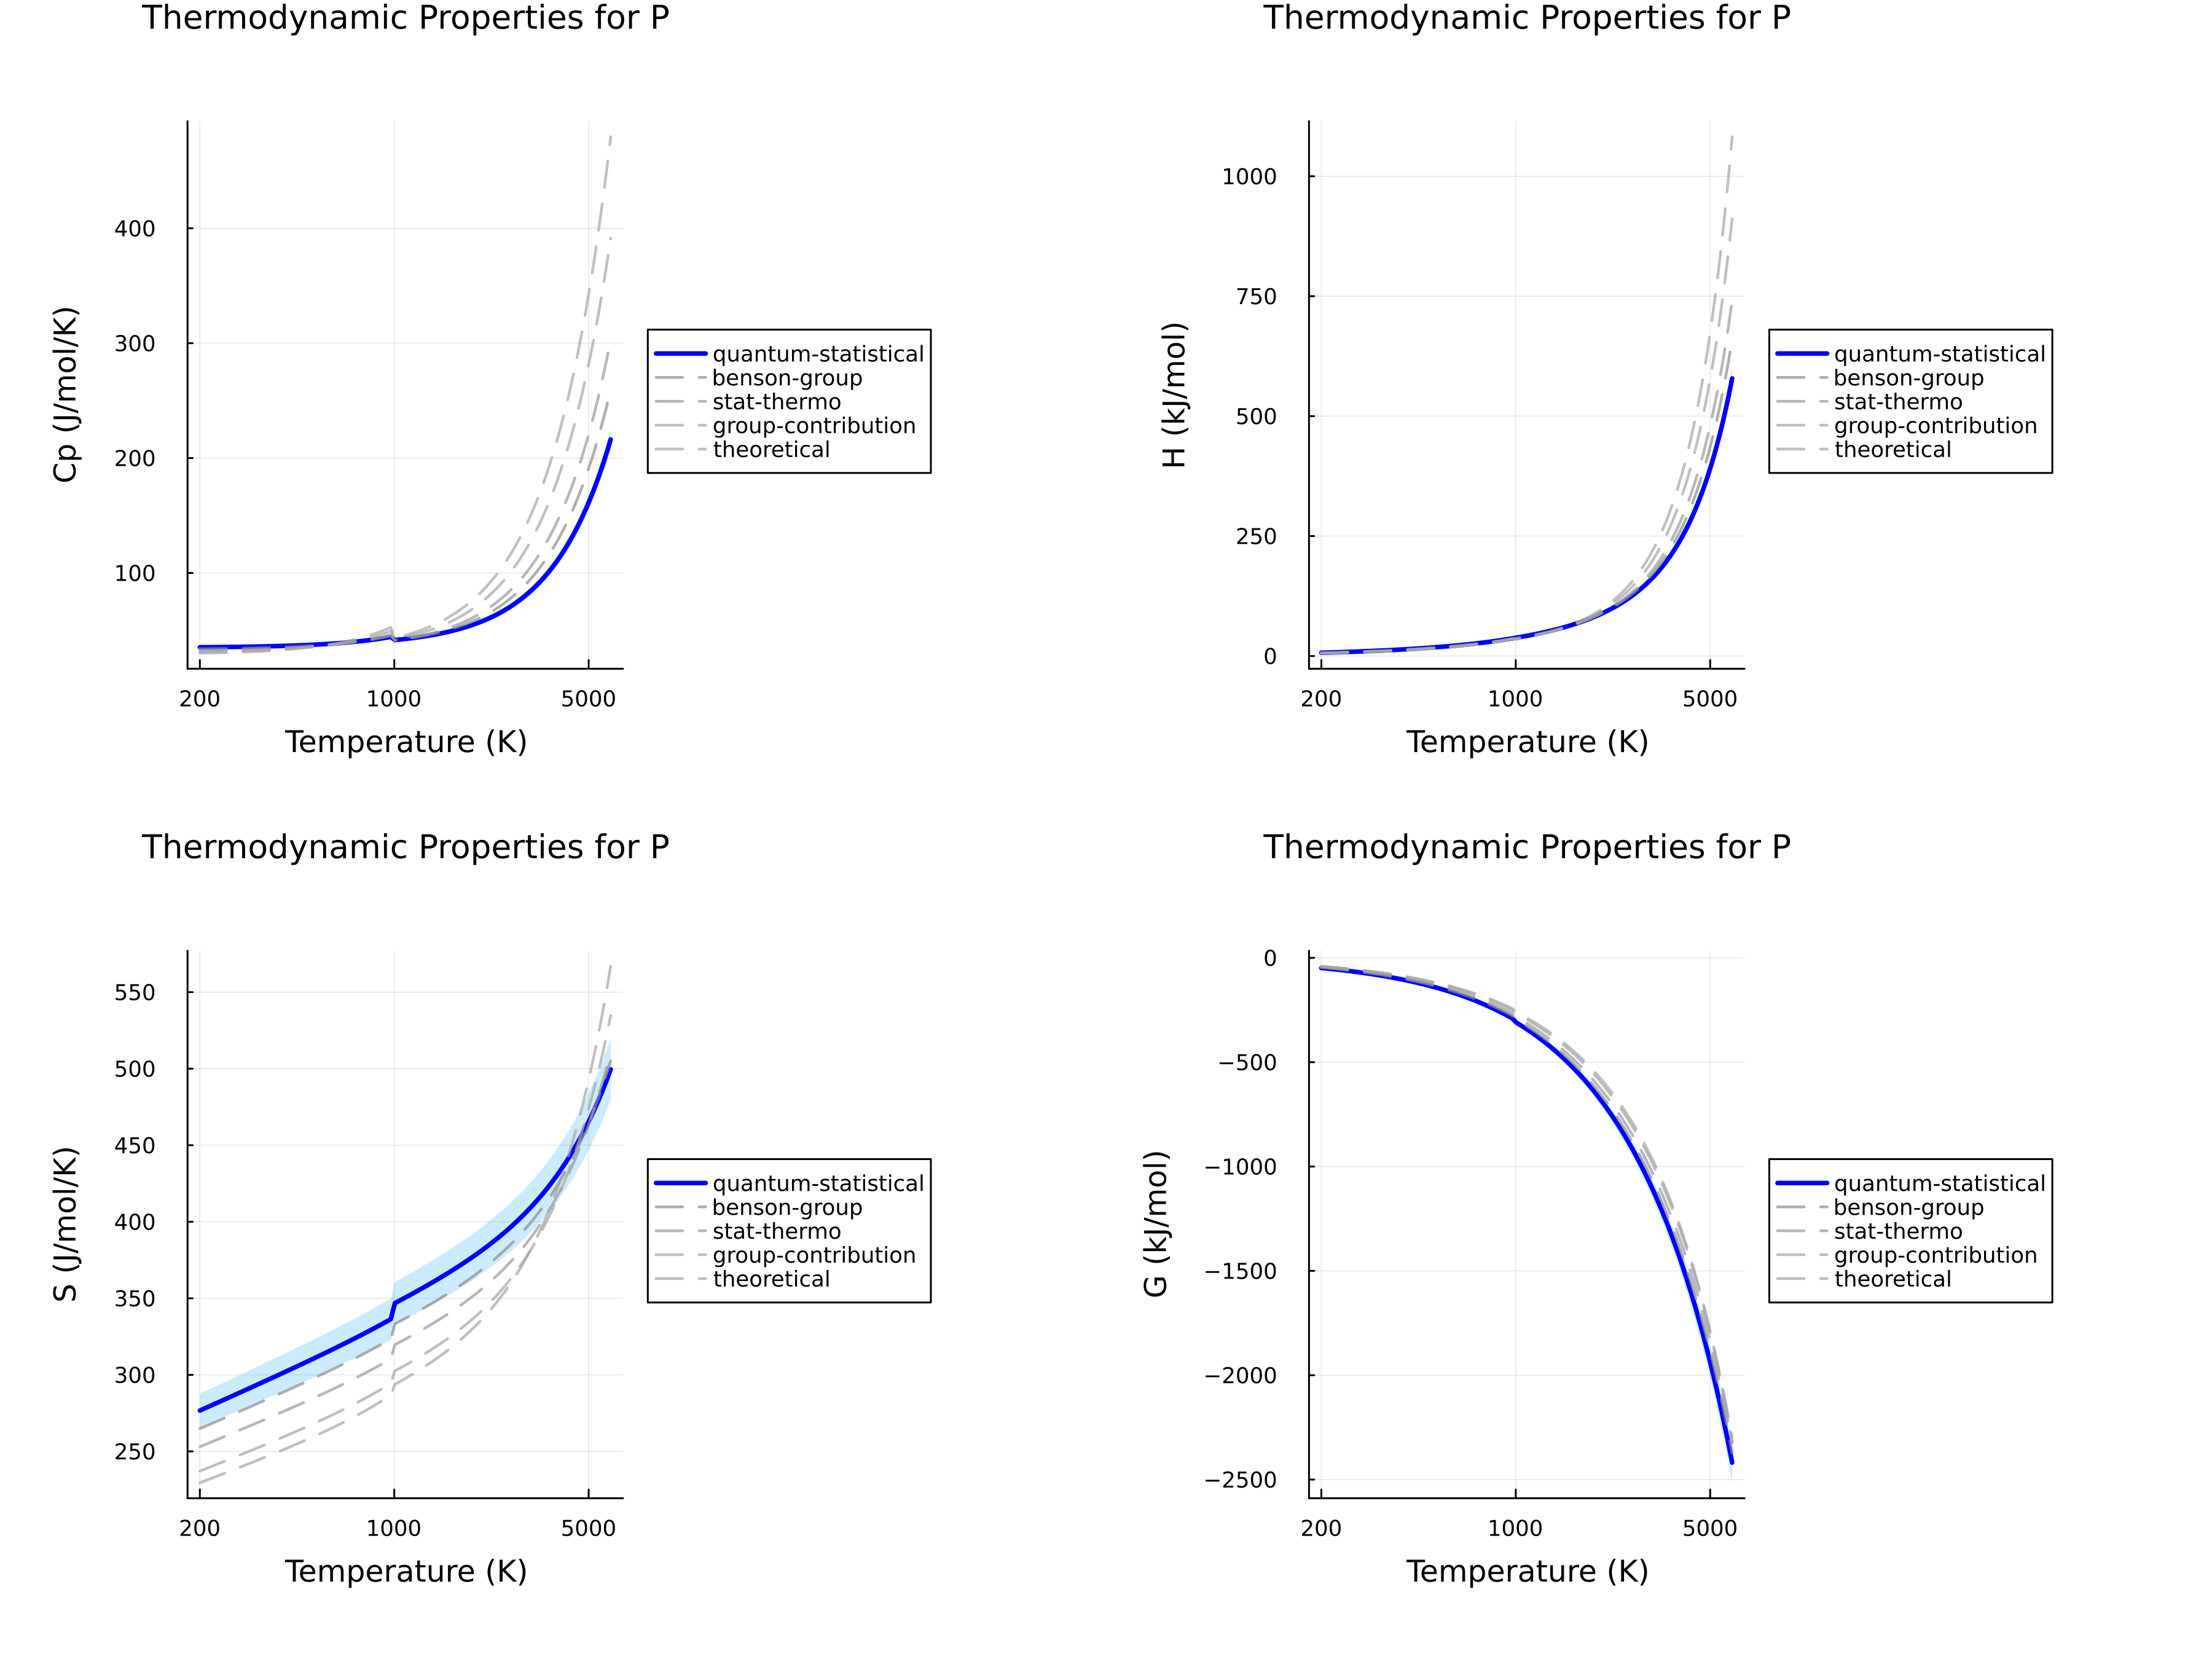 Thermodynamic Properties for P
Cp (J/mol/K)
400
300
200
100
200 1000 5000
Temperature (K)
quantum-statistical
benson-group
stat-thermo
group-contribution
theoretical
Thermodynamic Properties for P
H (kJ/mol)
1000
750
500
250
0
200 1000 5000
Temperature (K)
quantum-statistical
benson-group
stat-thermo
group-contribution
theoretical
Thermodynamic Properties for P
S (J/mol/K)
550
500
450
400
350
300
250
200 1000 5000
Temperature (K)
quantum-statistical
benson-group
stat-thermo
group-contribution
theoretical
Thermodynamic Properties for P
G (kJ/mol)
0
−500
−1000
−1500
−2000
−2500
200 1000 5000
Temperature (K)
quantum-statistical
benson-group
stat-thermo
group-contribution
theoretical